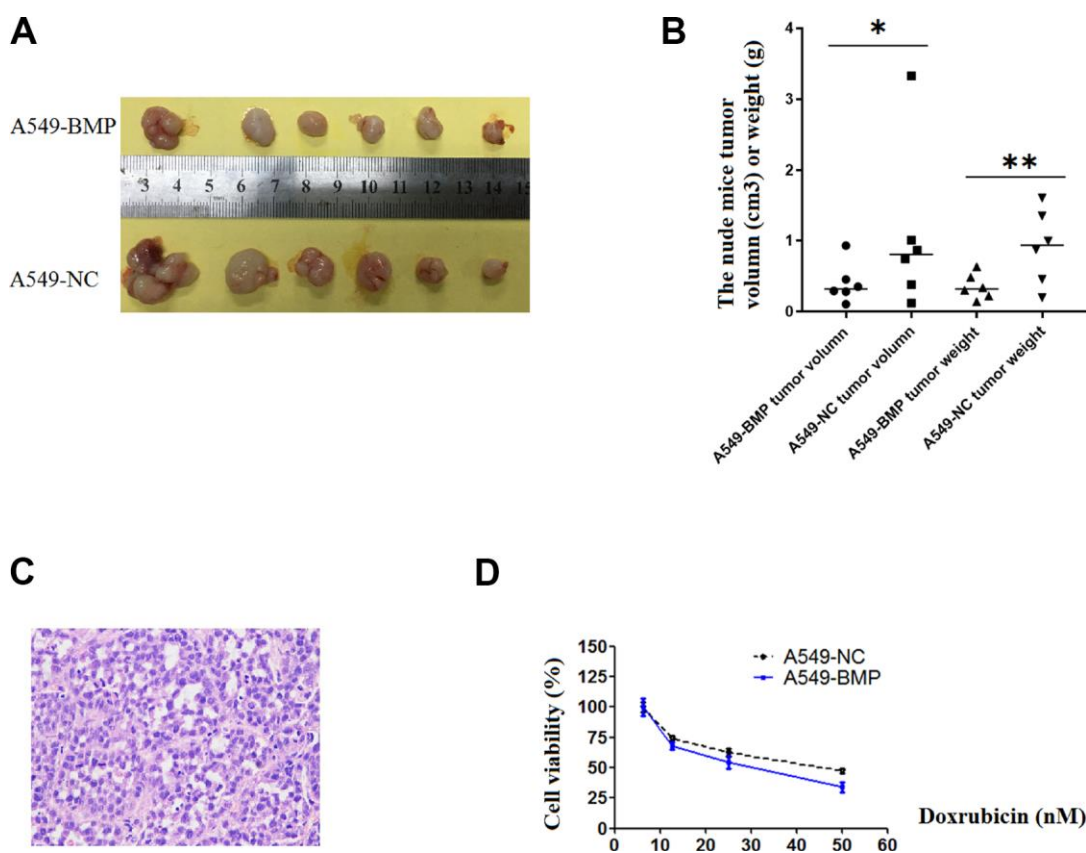 A
A549-BMP
3 4 5 6 7 8 9 10 11 12 13 14 15
A549-NC
B
The nude mice tumor
volumn (cm3) or weight (g)
4
3
2
1
0
*
**
A549-BMP tumor volumn
A549-NC tumor volumn
A549-BMP tumor weight
A549-NC tumor weight
C
D
Cell viability (%)
150
125
100
75
50
25
0
A549-NC
A549-BMP
0 10 20 30 40 50 60
Doxrubicin (nM)